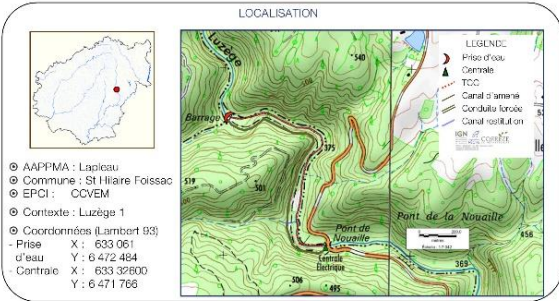 LOCALISATION
AAPPMA : Lapleau
Commune : St Hilaire Foissac
EPCI : CCVEM
Contexte : Luzège 1
Coordonnées (Lambert 93)
- Prise X : 633 061
d'eau Y : 6 472 484
- Centrale X : 633 32600
Y : 6 471 766
Luzège
540
Barrage
375
519
501
Pont de
Nouaille
Centrale
Électrique
506
495
Pont de la Nouaille
456
369
LEGENDE
Prise d'eau
Centrale
TCC
Canal d'amené
Conduite forcée
Canal restitution
IGN